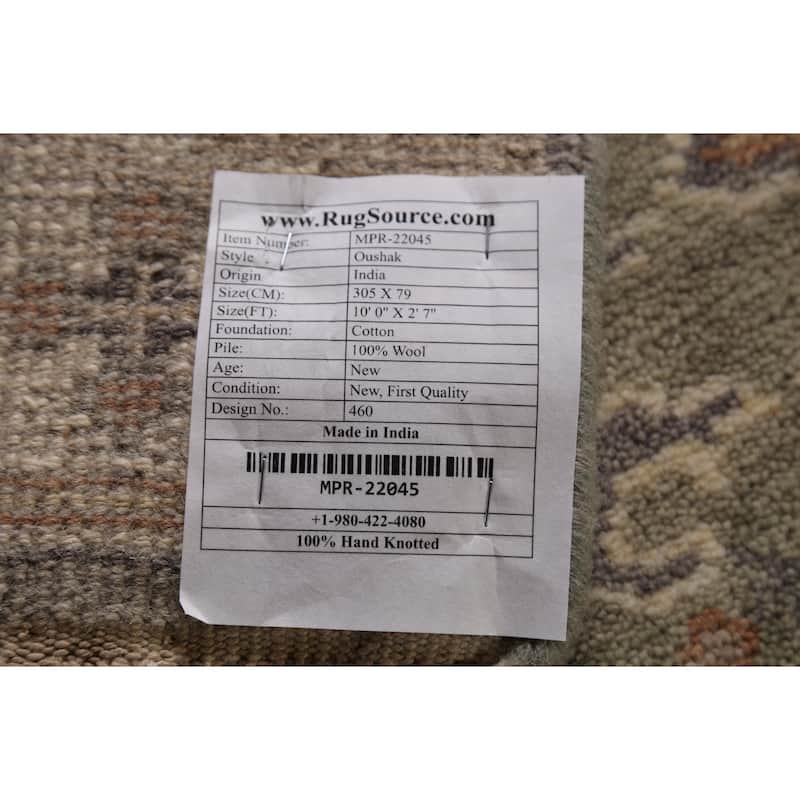 www.RugSource.com
Item Number: MPR-22045
Style : Oushak
Origin India
Size(CM): 305 X 79
Size(FT): 10' 0" X 2' 7"
Foundation: Cotton
Pile: 100% Wool
Age: New
Condition: New, First Quality
Design No.: 460
Made in India
MPR-22045
+1-980-422-4080
100% Hand Knotted